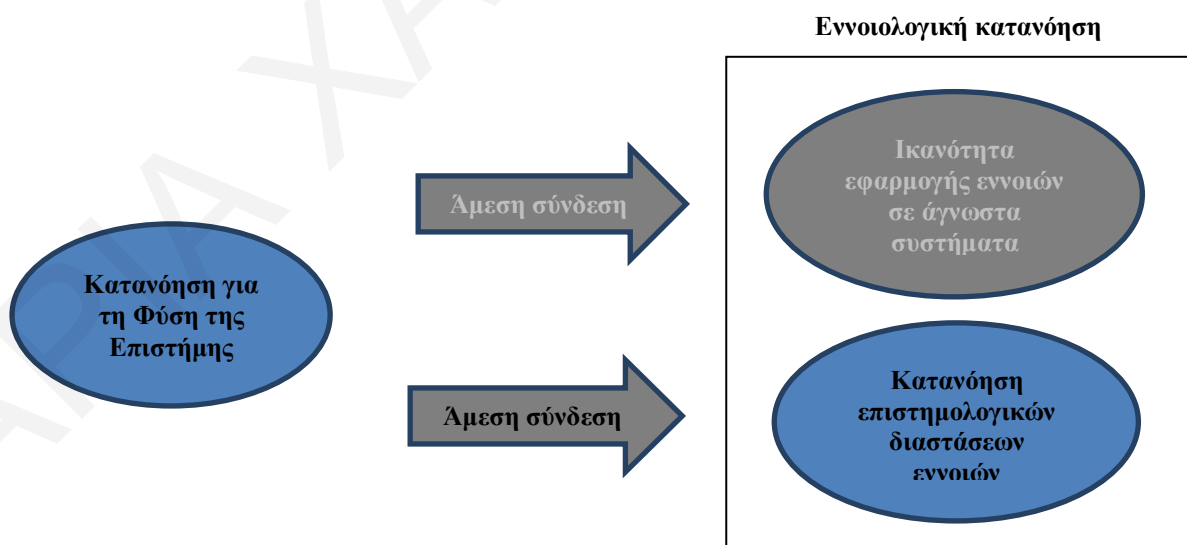 Εννοιολογική κατανόηση
Ικανότητα
εφαρμογής εννοιών
σε άγνωστα
συστήματα
Άμεση σύνδεση
Κατανόηση για
τη Φύση της
Επιστήμης
Άμεση σύνδεση
Κατανόηση
επιστημολογικών
διαστάσεων
εννοιών